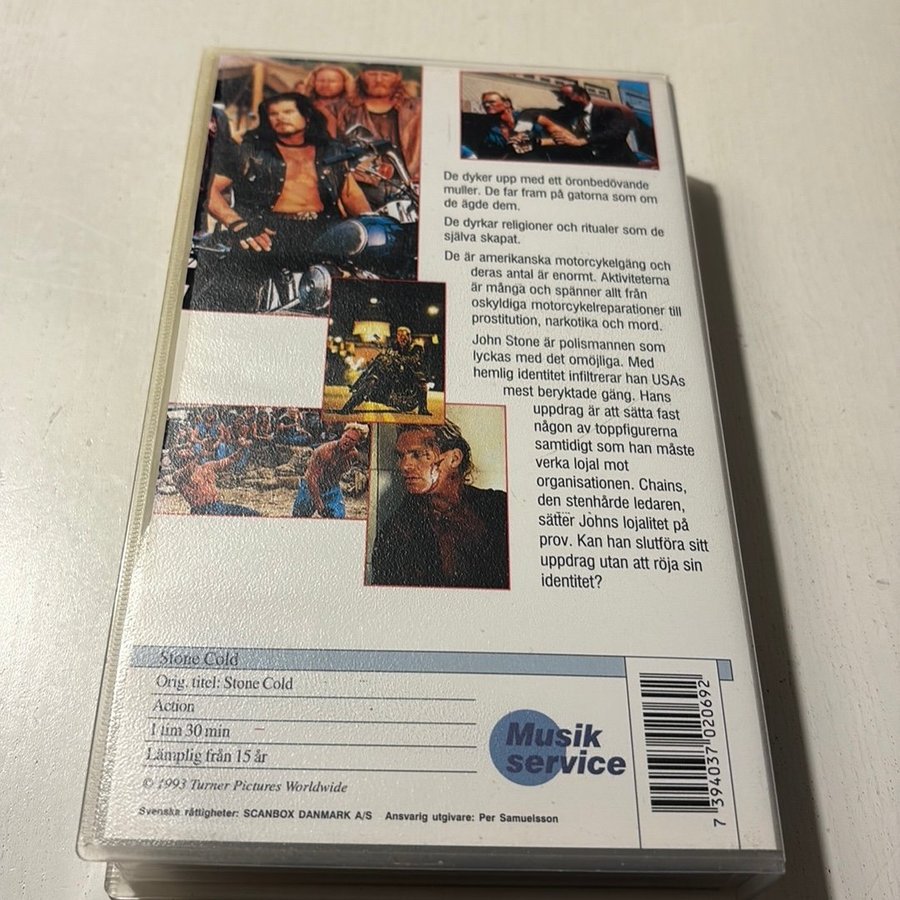 De dyker upp med ett öronbedövande
muller. De far fram på gatorna som om
de ägde dem.
De dyrkar religioner och ritualer som de
själva skapat.
De är amerikanska motorcykelgäng och
deras antal är enormt. Aktiviteterna
är många och spänner allt från
oskyldiga motorcykelreparationer till
prostitution, narkotika och mord.
John Stone är polismannen som
lyckas med det omöjliga. Med
hemlig identitet infiltrerar han USAs
mest beryktade gäng. Hans
uppdrag är att sätta fast
någon av toppfigurerna
samtidigt som han måste
verka lojal mot
organisationen. Chains,
den stenhårde ledaren,
sätter Johns lojalitet på
prov. Kan han slutföra sitt
uppdrag utan att röja sin
identitet?
Stone Cold
Orig. titel: Stone Cold
Action
1 tim 30 min
Lämplig från 15 år
© 1993 Turner Pictures Worldwide
Svenska rättigheter: SCANBOX DANMARK A/S Ansvarig utgivare: Per Samuelsson
Musik
service
7 394037 020692